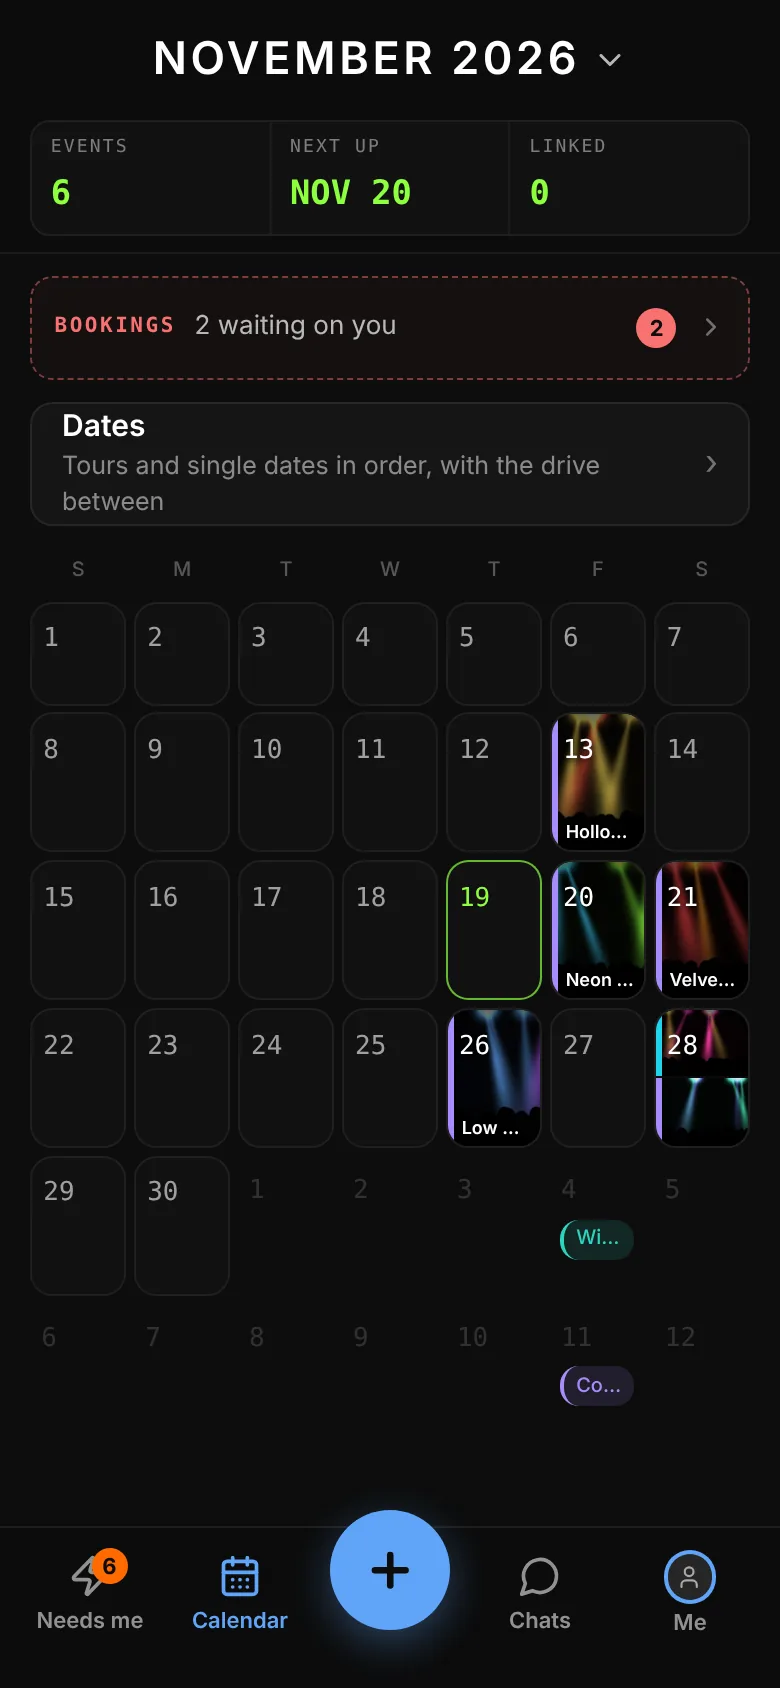 NOVEMBER 2026
EVENTS
6
NEXT UP
NOV 20
LINKED
0
BOOKINGS 2 waiting on you 2
Dates
Tours and single dates in order, with the drive
between
S M T W T F S
1 2 3 4 5 6 7
8 9 10 11 12 13 14
Hollo...
15 16 17 18 19 20 21
Neon ... Velve...
22 23 24 25 26 27 28
Low ...
29 30 1 2 3 4 5
Wi...
6 7 8 9 10 11 12
Co...
6
Needs me Calendar Chats Me